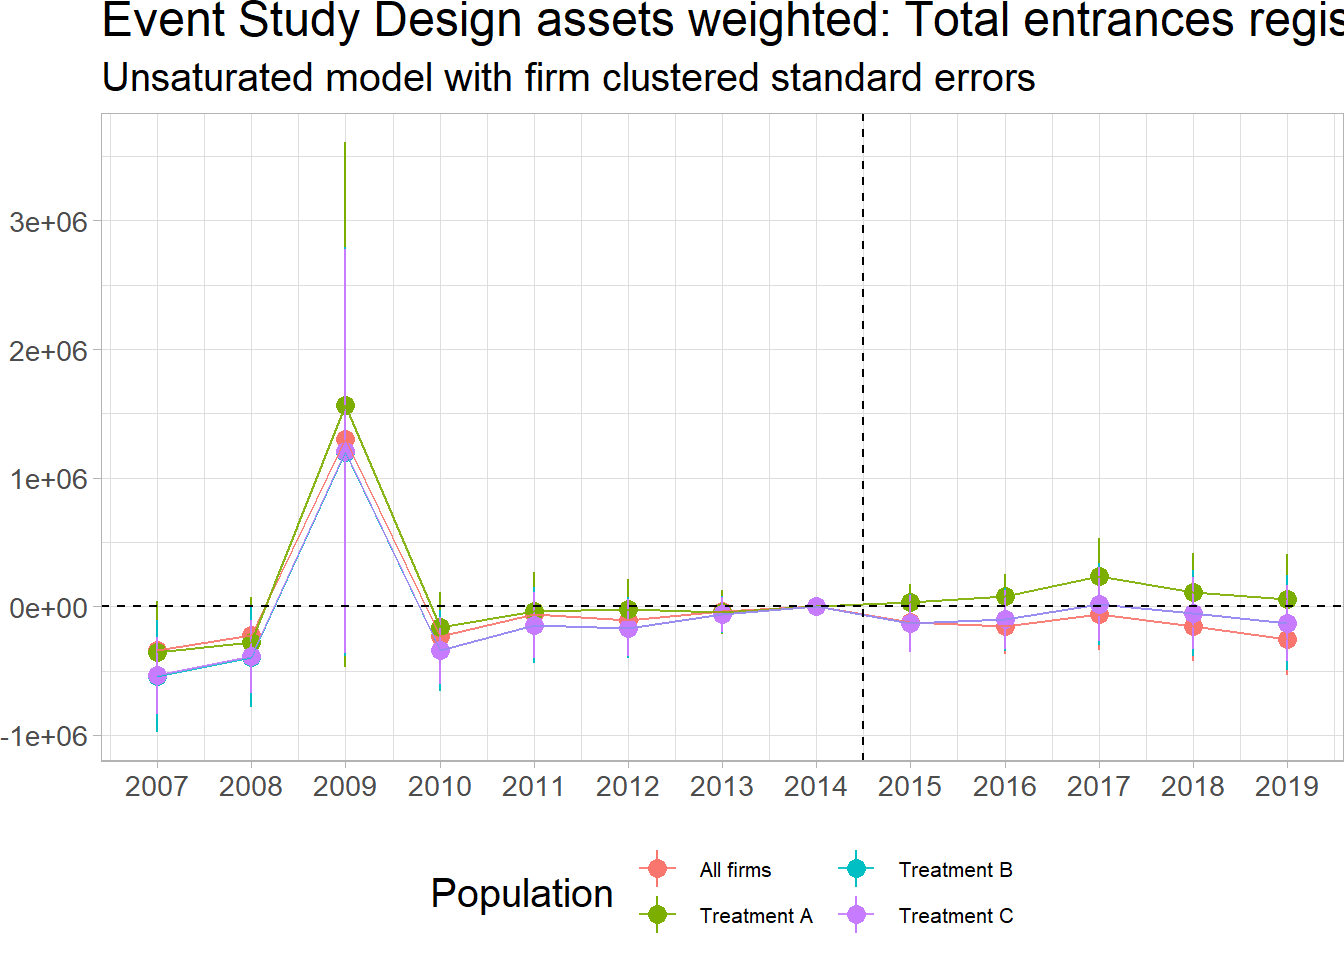 Event Study Design assets weighted: Total entrances regis
Unsaturated model with firm clustered standard errors
3e+06
2e+06
1e+06
0e+00
-1e+06
2007 2008 2009 2010 2011 2012 2013 2014 2015 2016 2017 2018 2019
Population
All firms
Treatment B
Treatment A
Treatment C